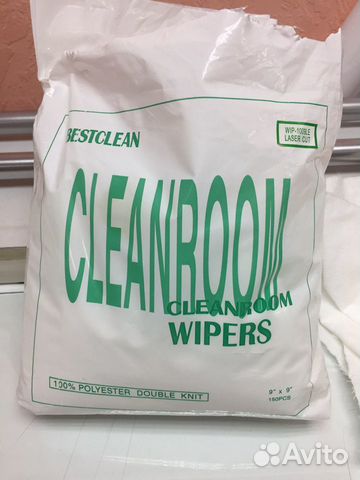 BESTCLEAN
WIP-1009LE
LASER CUT
CLEANROOM
CLEANROOM
WIPERS
100% POLYESTER DOUBLE KNIT
9" x 9"
150PCS
Avito